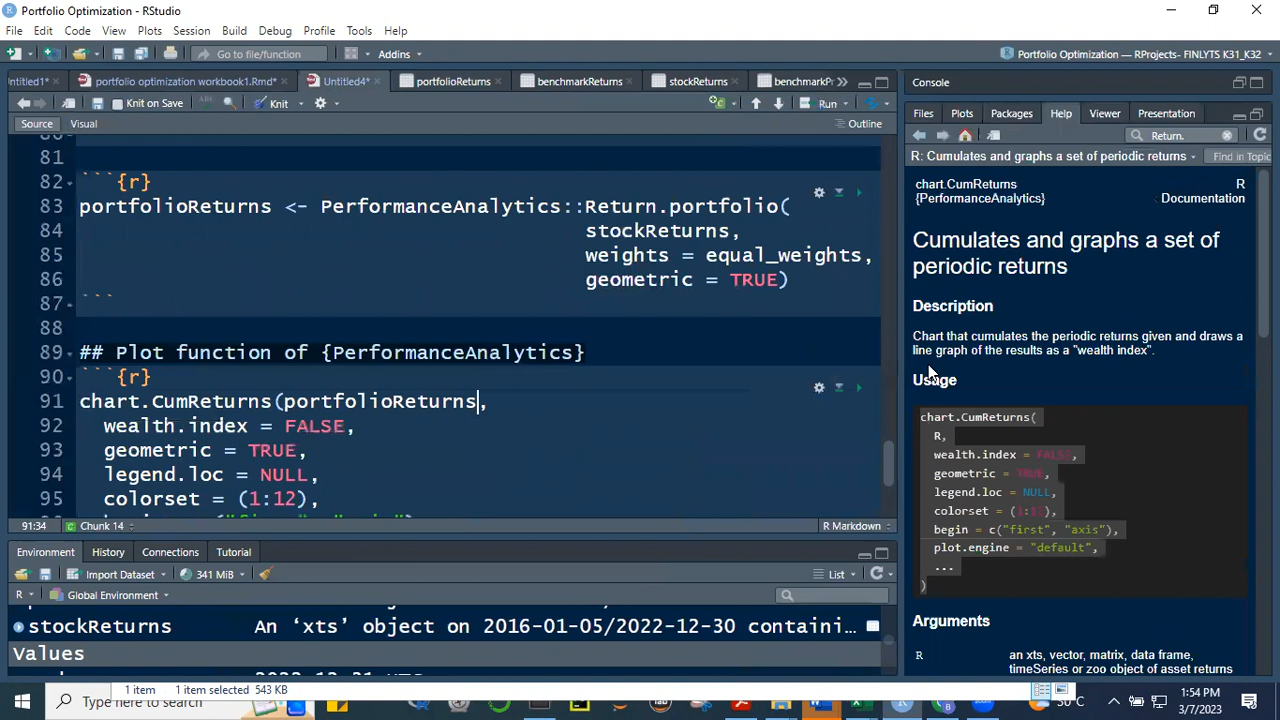 Portfolio Optimization - RStudio
File Edit Code View Plots Session Build Debug Profile Tools Help
Go to file/function Addins Portfolio Optimization — RProjects- FINLYTS K31_K32
Untitled1* portfolio optimization workbook1.Rmd* Untitled4* portfolioReturns benchmarkReturns stockReturns benchmarkPr
Knit on Save Knit Run
Source Visual Outline
81
82 ```{r}
83 portfolioReturns <- PerformanceAnalytics::Return.portfolio(
84 stockReturns,
85 weights = equal_weights,
86 geometric = TRUE)
87 ```
88
89 ## Plot function of {PerformanceAnalytics}
90 ```{r}
91 chart.CumReturns(portfolioReturns,
92 wealth.index = FALSE,
93 geometric = TRUE,
94 legend.loc = NULL,
95 colorset = (1:12),
91:34 Chunk 14 R Markdown
Environment History Connections Tutorial
Import Dataset 341 MiB List
R Global Environment
stockReturns An ‘xts’ object on 2016-01-05/2022-12-30 containi…
Values
Console
Files Plots Packages Help Viewer Presentation
Return.
R: Cumulates and graphs a set of periodic returns Find in Topic
chart.CumReturns R
{PerformanceAnalytics} Documentation
Cumulates and graphs a set of
periodic returns
Description
Chart that cumulates the periodic returns given and draws a
line graph of the results as a "wealth index".
Usage
chart.CumReturns(
R,
wealth.index = FALSE,
geometric = TRUE,
legend.loc = NULL,
colorset = (1:12),
begin = c("first", "axis"),
plot.engine = "default",
...
)
Arguments
R an xts, vector, matrix, data frame,
timeSeries or zoo object of asset returns
1 item 1 item selected 543 KB
Type here to search 30°C 1:54 PM
3/7/2023